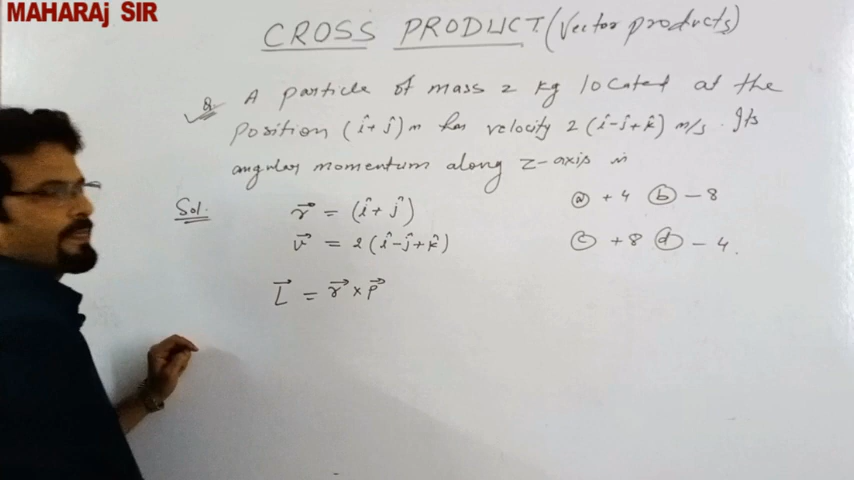 MAHARAj SIR
CROSS PRODUCT (Vector products)
Q. A particle of mass 2 kg located at the
position (î+ĵ) m has velocity 2 (î-ĵ+k̂) m/s. Its
angular momentum along Z-axis is
Sol. r⃗ = (î+ĵ)
v⃗ = 2(î-ĵ+k̂)
L⃗ = r⃗ × p⃗
(a) +4 (b) -8
(c) +8 (d) -4.